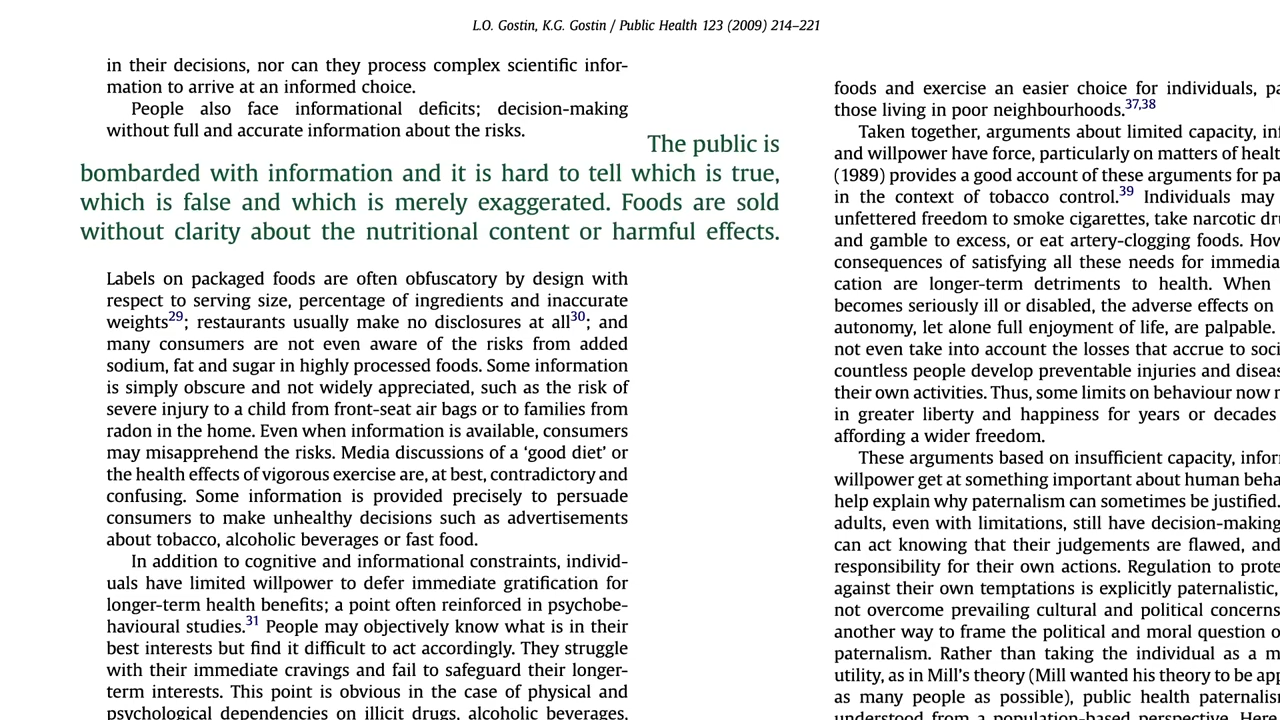 L.O. Gostin, K.G. Gostin / Public Health 123 (2009) 214–221
in their decisions, nor can they process complex scientific infor-
mation to arrive at an informed choice.
People also face informational deficits; decision-making
without full and accurate information about the risks.
The public is
bombarded with information and it is hard to tell which is true,
which is false and which is merely exaggerated. Foods are sold
without clarity about the nutritional content or harmful effects.
Labels on packaged foods are often obfuscatory by design with
respect to serving size, percentage of ingredients and inaccurate
weights29; restaurants usually make no disclosures at all30; and
many consumers are not even aware of the risks from added
sodium, fat and sugar in highly processed foods. Some information
is simply obscure and not widely appreciated, such as the risk of
severe injury to a child from front-seat air bags or to families from
radon in the home. Even when information is available, consumers
may misapprehend the risks. Media discussions of a ‘good diet’ or
the health effects of vigorous exercise are, at best, contradictory and
confusing. Some information is provided precisely to persuade
consumers to make unhealthy decisions such as advertisements
about tobacco, alcoholic beverages or fast food.
In addition to cognitive and informational constraints, individ-
uals have limited willpower to defer immediate gratification for
longer-term health benefits; a point often reinforced in psychobe-
havioural studies.31 People may objectively know what is in their
best interests but find it difficult to act accordingly. They struggle
with their immediate cravings and fail to safeguard their longer-
term interests. This point is obvious in the case of physical and
psychological dependencies on illicit drugs, alcoholic beverages,
foods and exercise an easier choice for individuals, pa
those living in poor neighbourhoods.37,38
Taken together, arguments about limited capacity, inf
and willpower have force, particularly on matters of healt
(1989) provides a good account of these arguments for pa
in the context of tobacco control.39 Individuals may
unfettered freedom to smoke cigarettes, take narcotic dru
and gamble to excess, or eat artery-clogging foods. Hov
consequences of satisfying all these needs for immedia
cation are longer-term detriments to health. When
becomes seriously ill or disabled, the adverse effects on
autonomy, let alone full enjoyment of life, are palpable.
not even take into account the losses that accrue to soci
countless people develop preventable injuries and diseas
their own activities. Thus, some limits on behaviour now r
in greater liberty and happiness for years or decades
affording a wider freedom.
These arguments based on insufficient capacity, infor
willpower get at something important about human beha
help explain why paternalism can sometimes be justified.
adults, even with limitations, still have decision-making
can act knowing that their judgements are flawed, and
responsibility for their own actions. Regulation to prote
against their own temptations is explicitly paternalistic,
not overcome prevailing cultural and political concerns
another way to frame the political and moral question o
paternalism. Rather than taking the individual as a m
utility, as in Mill’s theory (Mill wanted his theory to be app
as many people as possible), public health paternalism
understood from a population-based perspective. Hen